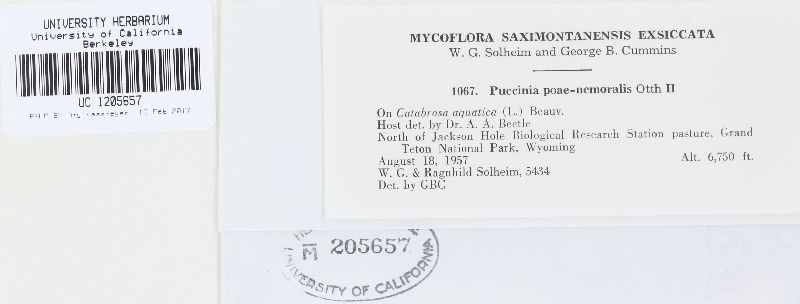 UNIVERSITY HERBARIUM
University of California
Berkeley
UC 1205657
13 Feb 2017
MYCOFLORA SAXIMONTANENSIS EXSICCATA
W. G. Solheim and George B. Cummins
1067. Puccinia poae-nemoralis Otth II
On Catabrosa aquatica (L.) Beauv.
Host det. by Dr. A. A. Beetle
North of Jackson Hole Biological Research Station pasture, Grand
Teton National Park, Wyoming
August 18, 1957 Alt. 6,750 ft.
W. G. & Ragnhild Solheim, 5434
Det. by GBC
205657
UNIVERSITY OF CALIFORNIA